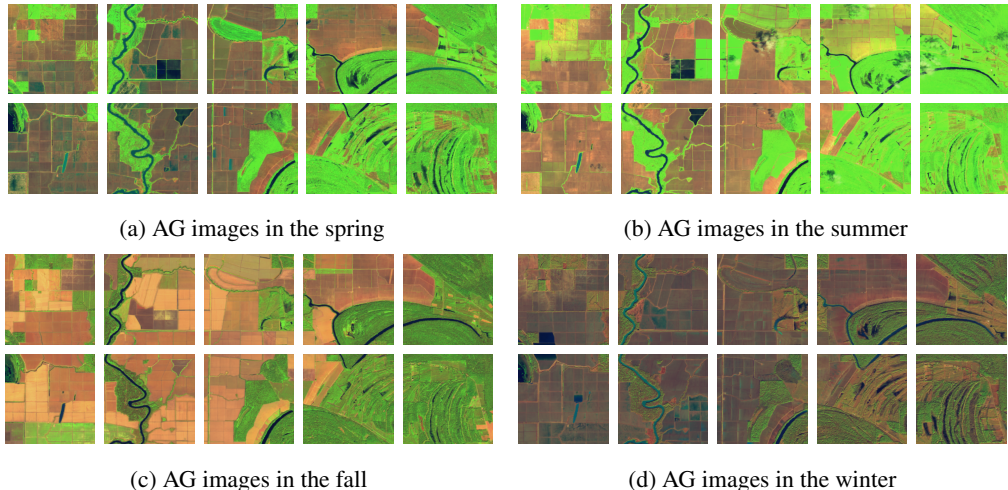 (a) AG images in the spring
(b) AG images in the summer
(c) AG images in the fall
(d) AG images in the winter